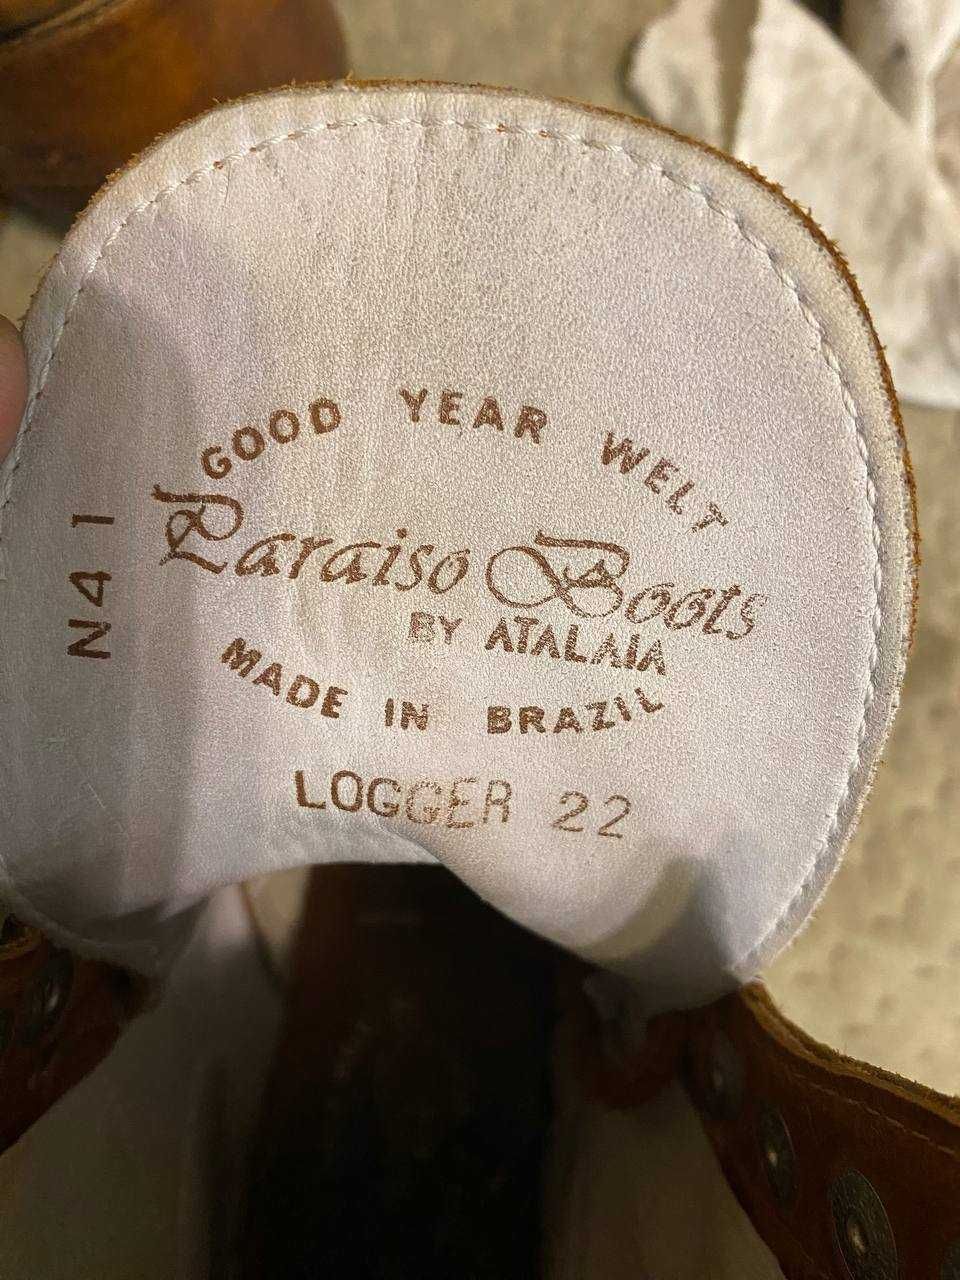 GOOD YEAR WELT
Paraiso Boots
BY ATALAIA
MADE IN BRAZIL
LOGGER 22
N41